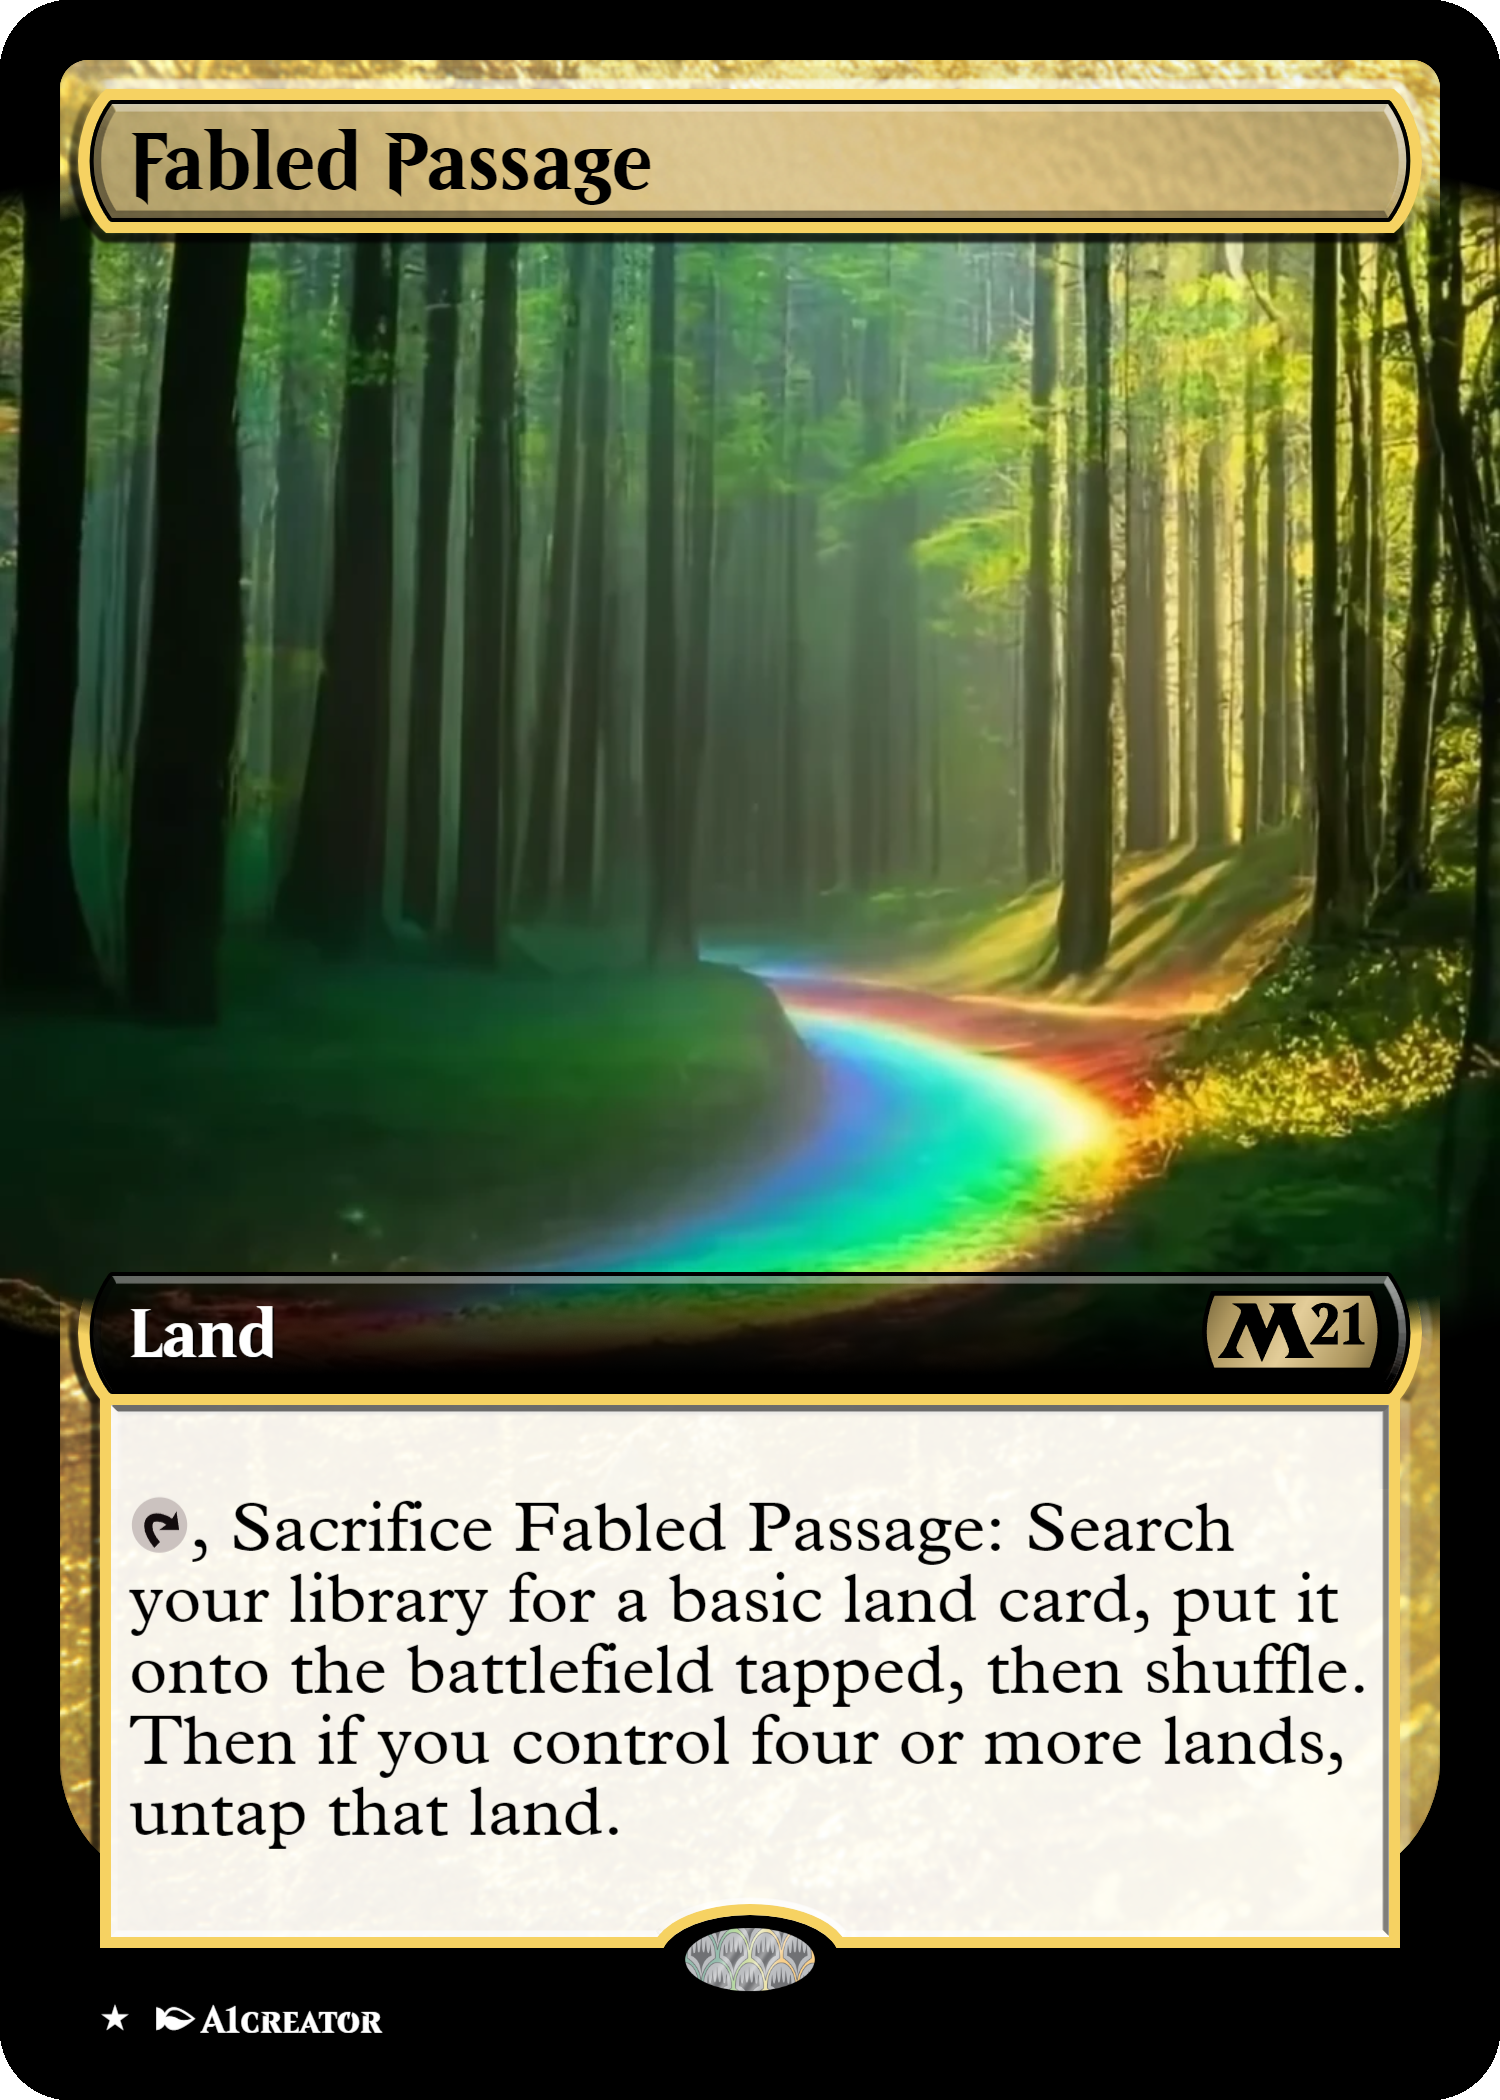 Fabled Passage
Land
M21
, Sacrifice Fabled Passage: Search
your library for a basic land card, put it
onto the battlefield tapped, then shuffle.
Then if you control four or more lands,
untap that land.
★ A1CREATOR